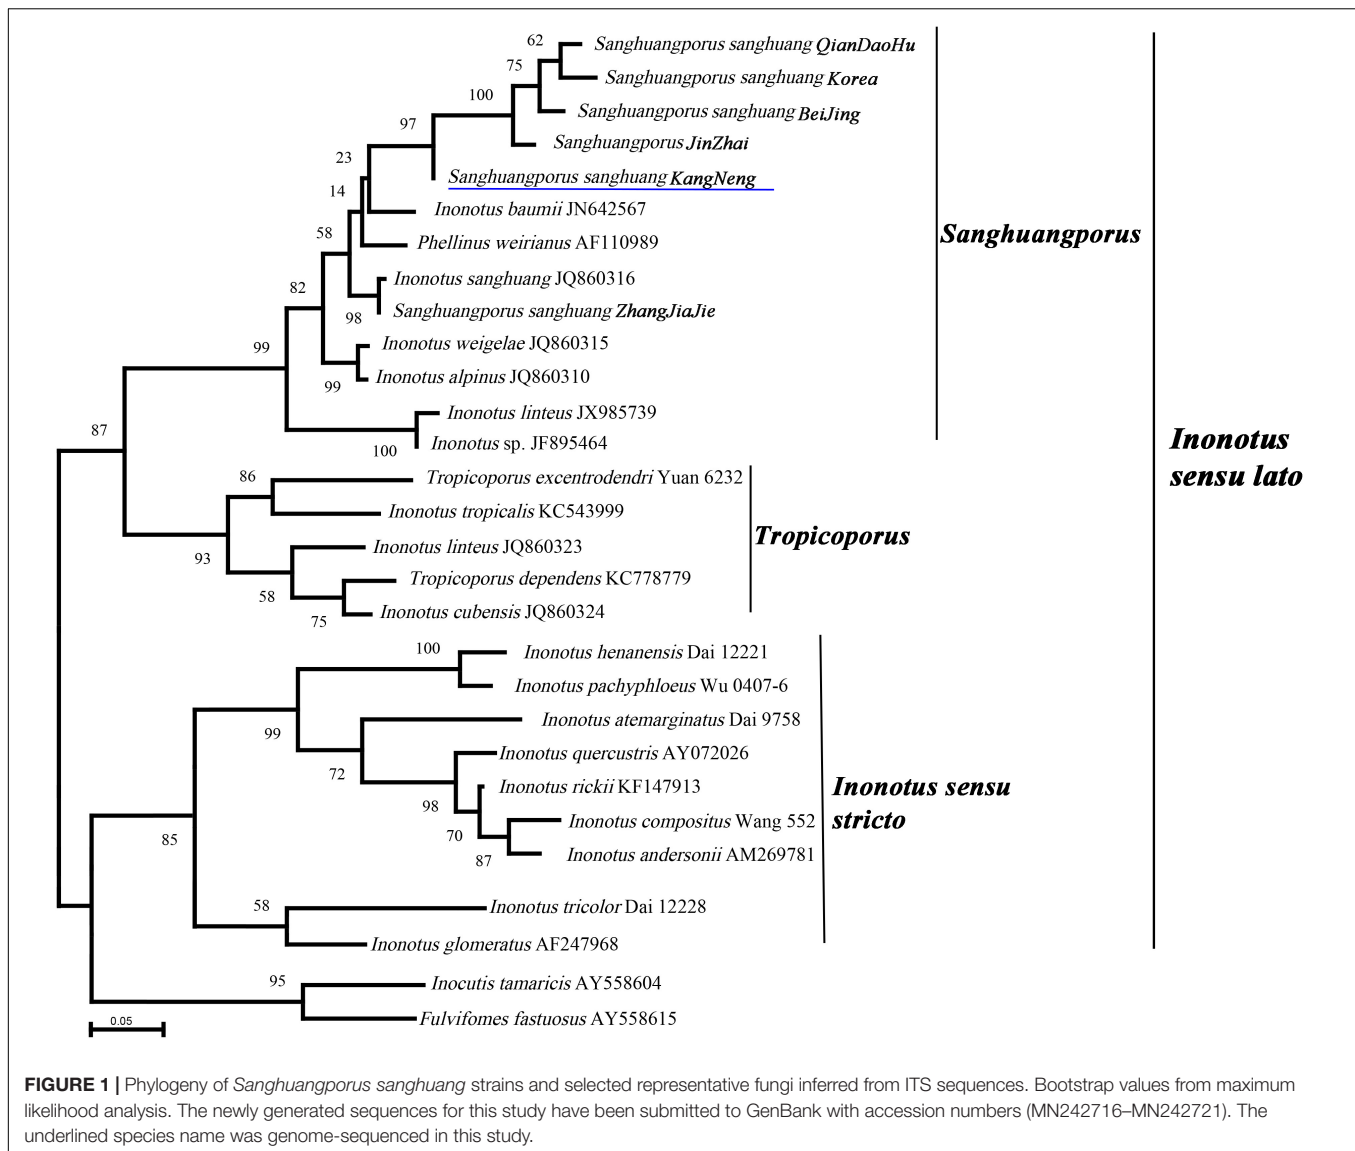 62
Sanghuangporus sanghuang QianDaoHu
75
Sanghuangporus sanghuang Korea
100
Sanghuangporus sanghuang BeiJing
97
Sanghuangporus JinZhai
23
Sanghuangporus sanghuang KangNeng
14
Inonotus baumii JN642567
58
Phellinus weirianus AF110989
Sanghuangporus
82
Inonotus sanghuang JQ860316
98
Sanghuangporus sanghuang ZhangJiaJie
99
Inonotus weigelae JQ860315
99
Inonotus alpinus JQ860310
Inonotus linteus JX985739
87
100
Inonotus sp. JF895464
Inonotus
sensu lato
86
Tropicoporus excentrodendri Yuan 6232
Inonotus tropicalis KC543999
Tropicoporus
93
Inonotus linteus JQ860323
58
Tropicoporus dependens KC778779
75
Inonotus cubensis JQ860324
100
Inonotus henanensis Dai 12221
Inonotus pachyphloeus Wu 0407-6
99
Inonotus atemarginatus Dai 9758
72
Inonotus quercustris AY072026
98
Inonotus rickii KF147913
Inonotus sensu
stricto
70
Inonotus compositus Wang 552
85
87
Inonotus andersonii AM269781
58
Inonotus tricolor Dai 12228
Inonotus glomeratus AF247968
95
Inocutis tamaricis AY558604
0.05
Fulvifomes fastuosus AY558615
FIGURE 1 | Phylogeny of Sanghuangporus sanghuang strains and selected representative fungi inferred from ITS sequences. Bootstrap values from maximum
likelihood analysis. The newly generated sequences for this study have been submitted to GenBank with accession numbers (MN242716–MN242721). The
underlined species name was genome-sequenced in this study.